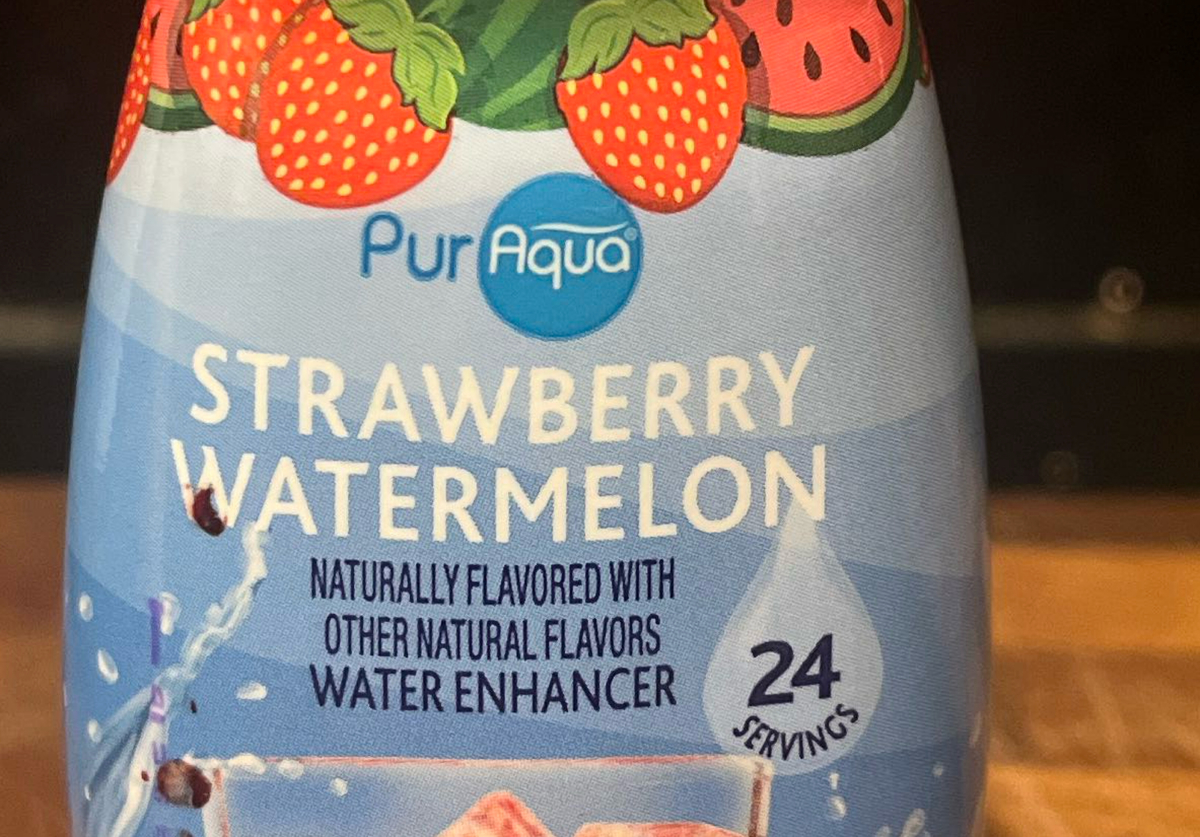 PurAqua®
STRAWBERRY
WATERMELON
NATURALLY FLAVORED WITH
OTHER NATURAL FLAVORS
WATER ENHANCER
24
SERVINGS